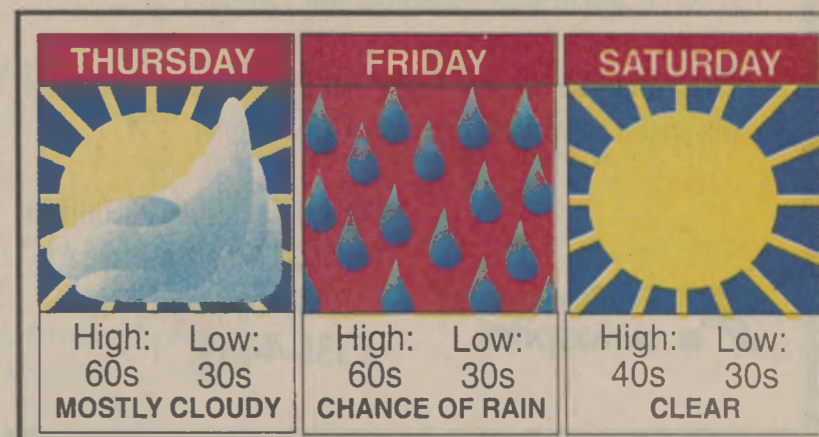 THURSDAY
High: Low:
60s 30s
MOSTLY CLOUDY
FRIDAY
High: Low:
60s 30s
CHANCE OF RAIN
SATURDAY
High: Low:
40s 30s
CLEAR